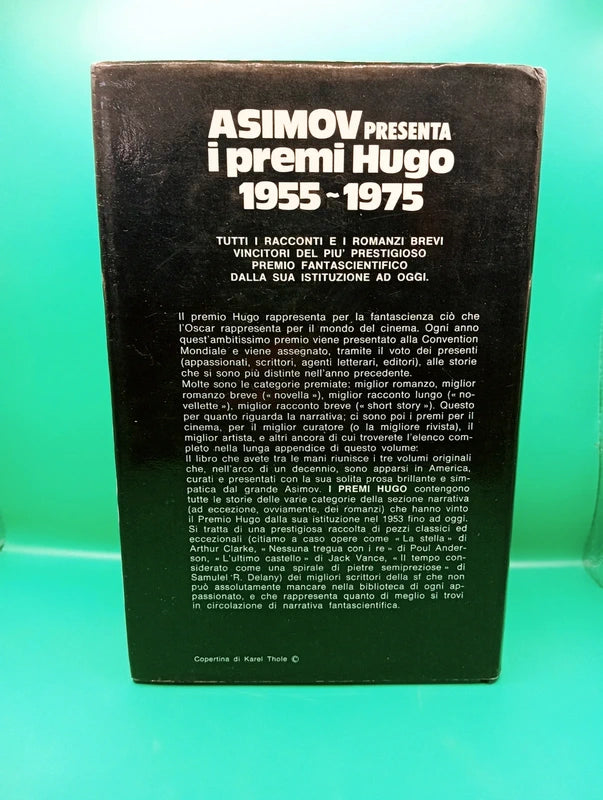 ASIMOV PRESENTA
i premi Hugo
1955~1975
TUTTI I RACCONTI E I ROMANZI BREVI
VINCITORI DEL PIU' PRESTIGIOSO
PREMIO FANTASCIENTIFICO
DALLA SUA ISTITUZIONE AD OGGI.
Il premio Hugo rappresenta per la fantascienza ciò che
l'Oscar rappresenta per il mondo del cinema. Ogni anno
quest'ambitissimo premio viene presentato alla Convention
Mondiale e viene assegnato, tramite il voto dei presenti
(appassionati, scrittori, agenti letterari, editori), alle storie
che si sono più distinte nell'anno precedente.
Molte sono le categorie premiate: miglior romanzo, miglior
romanzo breve (« novella »), miglior racconto lungo (« no-
vellette »), miglior racconto breve (« short story »). Questo
per quanto riguarda la narrativa; ci sono poi i premi per il
cinema, per il miglior curatore (o la migliore rivista), il
miglior artista, e altri ancora di cui troverete l'elenco com-
pleto nella lunga appendice di questo volume:
Il libro che avete tra le mani riunisce i tre volumi originali
che, nell'arco di un decennio, sono apparsi in America,
curati e presentati con la sua solita prosa brillante e sim-
patica dal grande Asimov. I PREMI HUGO contengono
tutte le storie delle varie categorie della sezione narrativa
(ad eccezione, ovviamente, dei romanzi) che hanno vinto
il Premio Hugo dalla sua istituzione nel 1953 fino ad oggi.
Si tratta di una prestigiosa raccolta di pezzi classici ed
eccezionali (citiamo a caso opere come « La stella » di
Arthur Clarke, « Nessuna tregua con i re » di Poul Ander-
son, « L'ultimo castello » di Jack Vance, « Il tempo con-
siderato come una spirale di pietre semipreziose » di
Samulel R. Delany) dei migliori scrittori della sf che non
può assolutamente mancare nella biblioteca di ogni ap-
passionato, e che rappresenta quanto di meglio si trovi
in circolazione di narrativa fantascientifica.
Copertina di Karel Thole ©